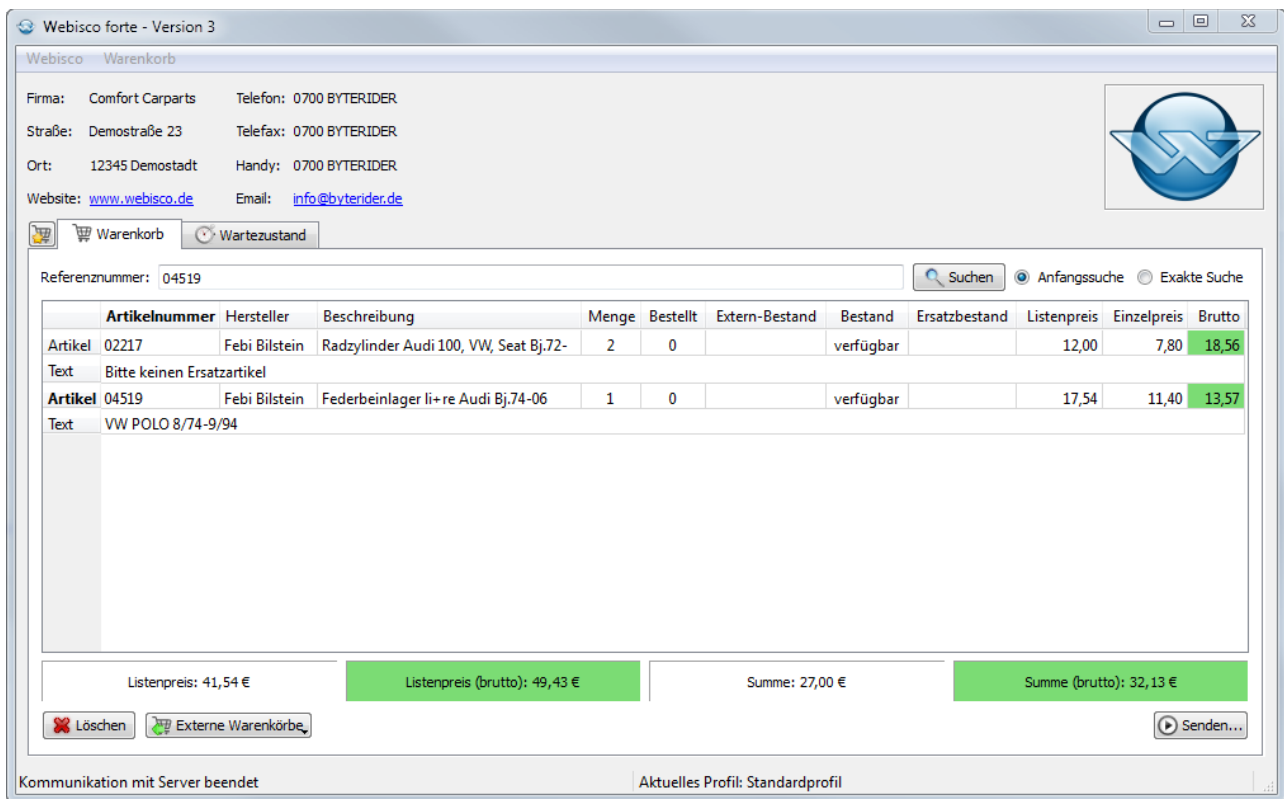 Webisco forte - Version 3
Webisco Warenkorb
Firma: Comfort Carparts Telefon: 0700 BYTERIDER
Straße: Demostraße 23 Telefax: 0700 BYTERIDER
Ort: 12345 Demostadt Handy: 0700 BYTERIDER
Website: www.webisco.de Email: info@byterider.de
Warenkorb Wartezustand
Referenznummer: 04519 Suchen Anfangssuche Exakte Suche
Artikelnummer Hersteller Beschreibung Menge Bestellt Extern-Bestand Bestand Ersatzbestand Listenpreis Einzelpreis Brutto
Artikel 02217 Febi Bilstein Radzylinder Audi 100, VW, Seat Bj.72- 2 0 verfügbar 12,00 7,80 18,56
Text Bitte keinen Ersatzartikel
Artikel 04519 Febi Bilstein Federbeinlager li+re Audi Bj.74-06 1 0 verfügbar 17,54 11,40 13,57
Text VW POLO 8/74-9/94
Listenpreis: 41,54 € Listenpreis (brutto): 49,43 € Summe: 27,00 € Summe (brutto): 32,13 €
Löschen Externe Warenkörbe Senden...
Kommunikation mit Server beendet Aktuelles Profil: Standardprofil